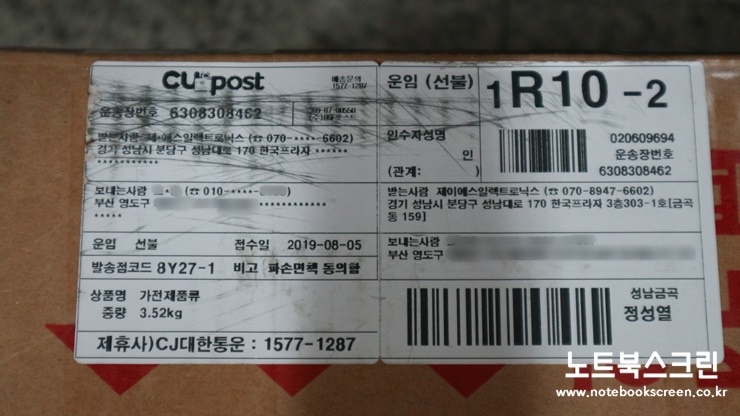 CU post
배송문의
1577-1287
운송장번호 6308308462
받는사람 제이에스일렉트로닉스 (☎ 070-****-6602)
경기 성남시 분당구 성남대로 170 한국프라자 ******
보내는사람 (☎ 010-****-
부산 영도구
*****
운임 선불 접수일 2019-08-05
발송점코드 8Y27-1 비고 파손면책 동의함
상품명 가전제품류
중량 3.52kg
제휴사)CJ대한통운 : 1577-1287
운임 (선불) 1R10-2
인수자성명
인
(관계: )
020609694
운송장번호
6308308462
받는사람 제이에스일렉트로닉스 (☎ 070-8947-6602)
경기 성남시 분당구 성남대로 170 한국프라자 3층303-1호[금곡
동 159]
보내는사람
부산 영도구
성남금곡
정성열
노트북스크린
www.notebookscreen.co.kr